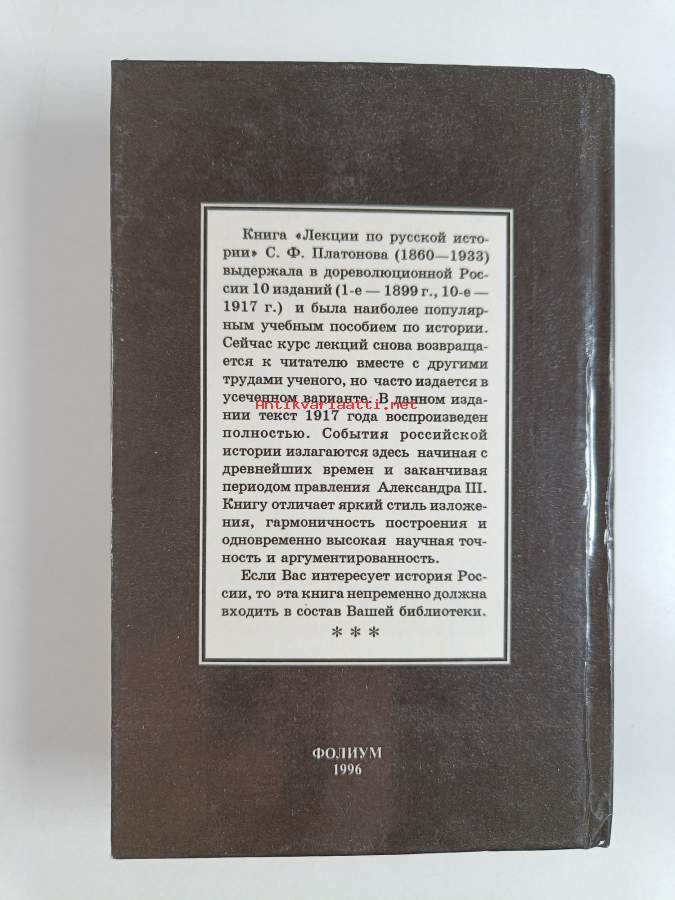 Книга «Лекции по русской исто-
рии» С. Ф. Платонова (1860—1933)
выдержала в дореволюционной Рос-
сии 10 изданий (1-е — 1899 г., 10-е —
1917 г.) и была наиболее популяр-
ным учебным пособием по истории.
Сейчас курс лекций снова возвраща-
ется к читателю вместе с другими
трудами ученого, но часто издается в
усеченном варианте. В данном изда-
Antikvariaatti.net
нии текст 1917 года воспроизведен
полностью. События российской
истории излагаются здесь начиная с
древнейших времен и заканчивая
периодом правления Александра III.
Книгу отличает яркий стиль изложе-
ния, гармоничность построения и
одновременно высокая научная точ-
ность и аргументированность.
Если Вас интересует история Рос-
сии, то эта книга непременно должна
входить в состав Вашей библиотеки.
* * *
ФОЛИУМ
1996